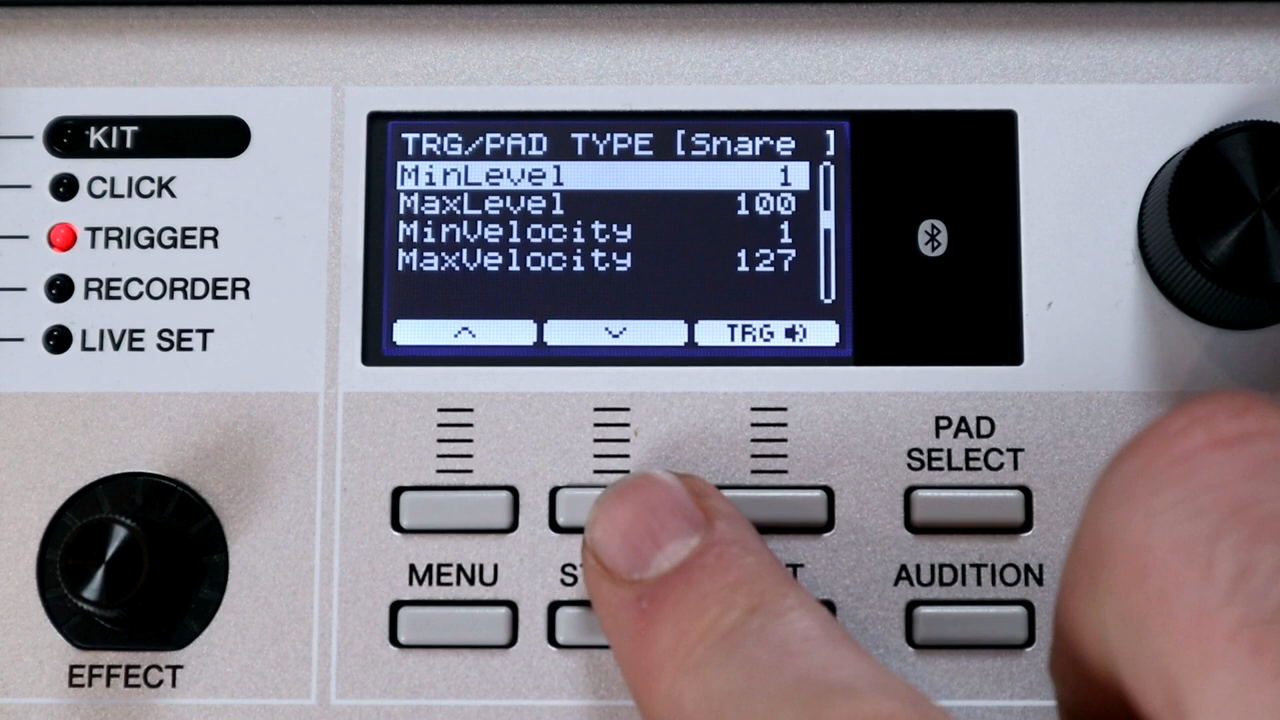 KIT
CLICK
TRIGGER
RECORDER
LIVE SET
EFFECT
TRG/PAD TYPE [Snare ]
MinLevel 1
MaxLevel 100
MinVelocity 1
MaxVelocity 127
TRG
PAD
SELECT
MENU
AUDITION